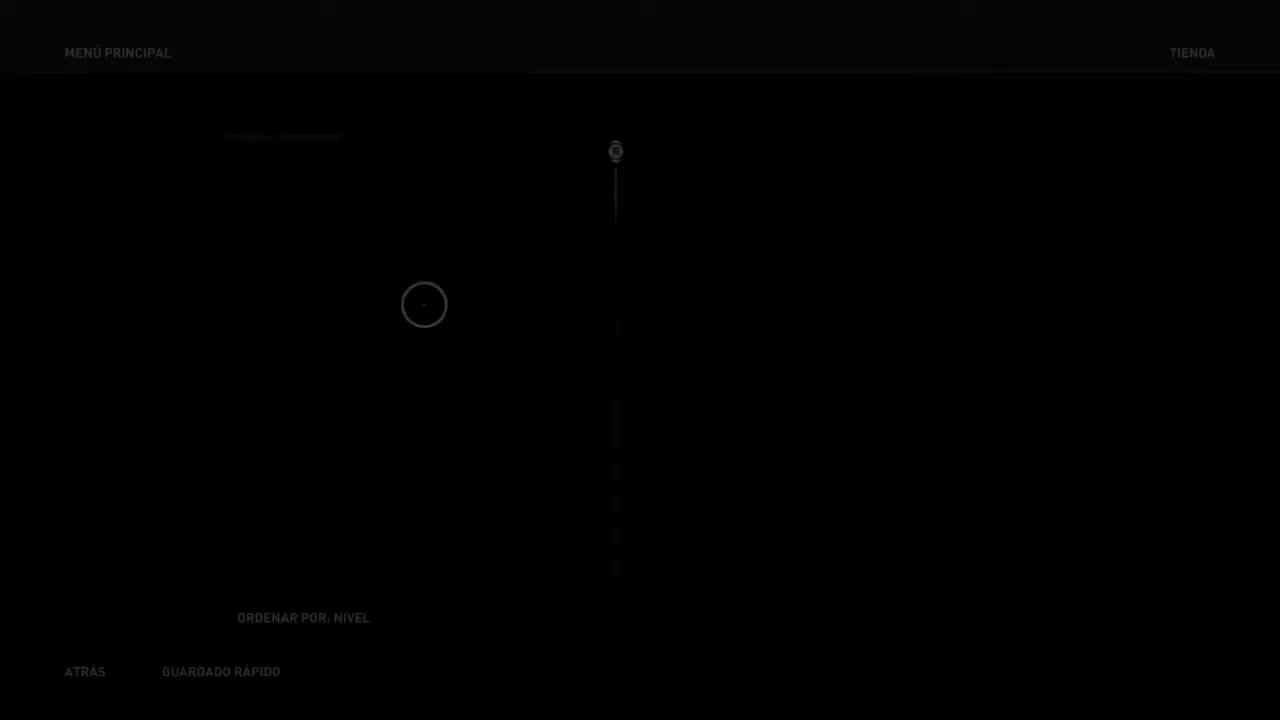 MENÚ PRINCIPAL
TIENDA
R
ORDENAR POR: NIVEL
ATRÁS
GUARDADO RÁPIDO